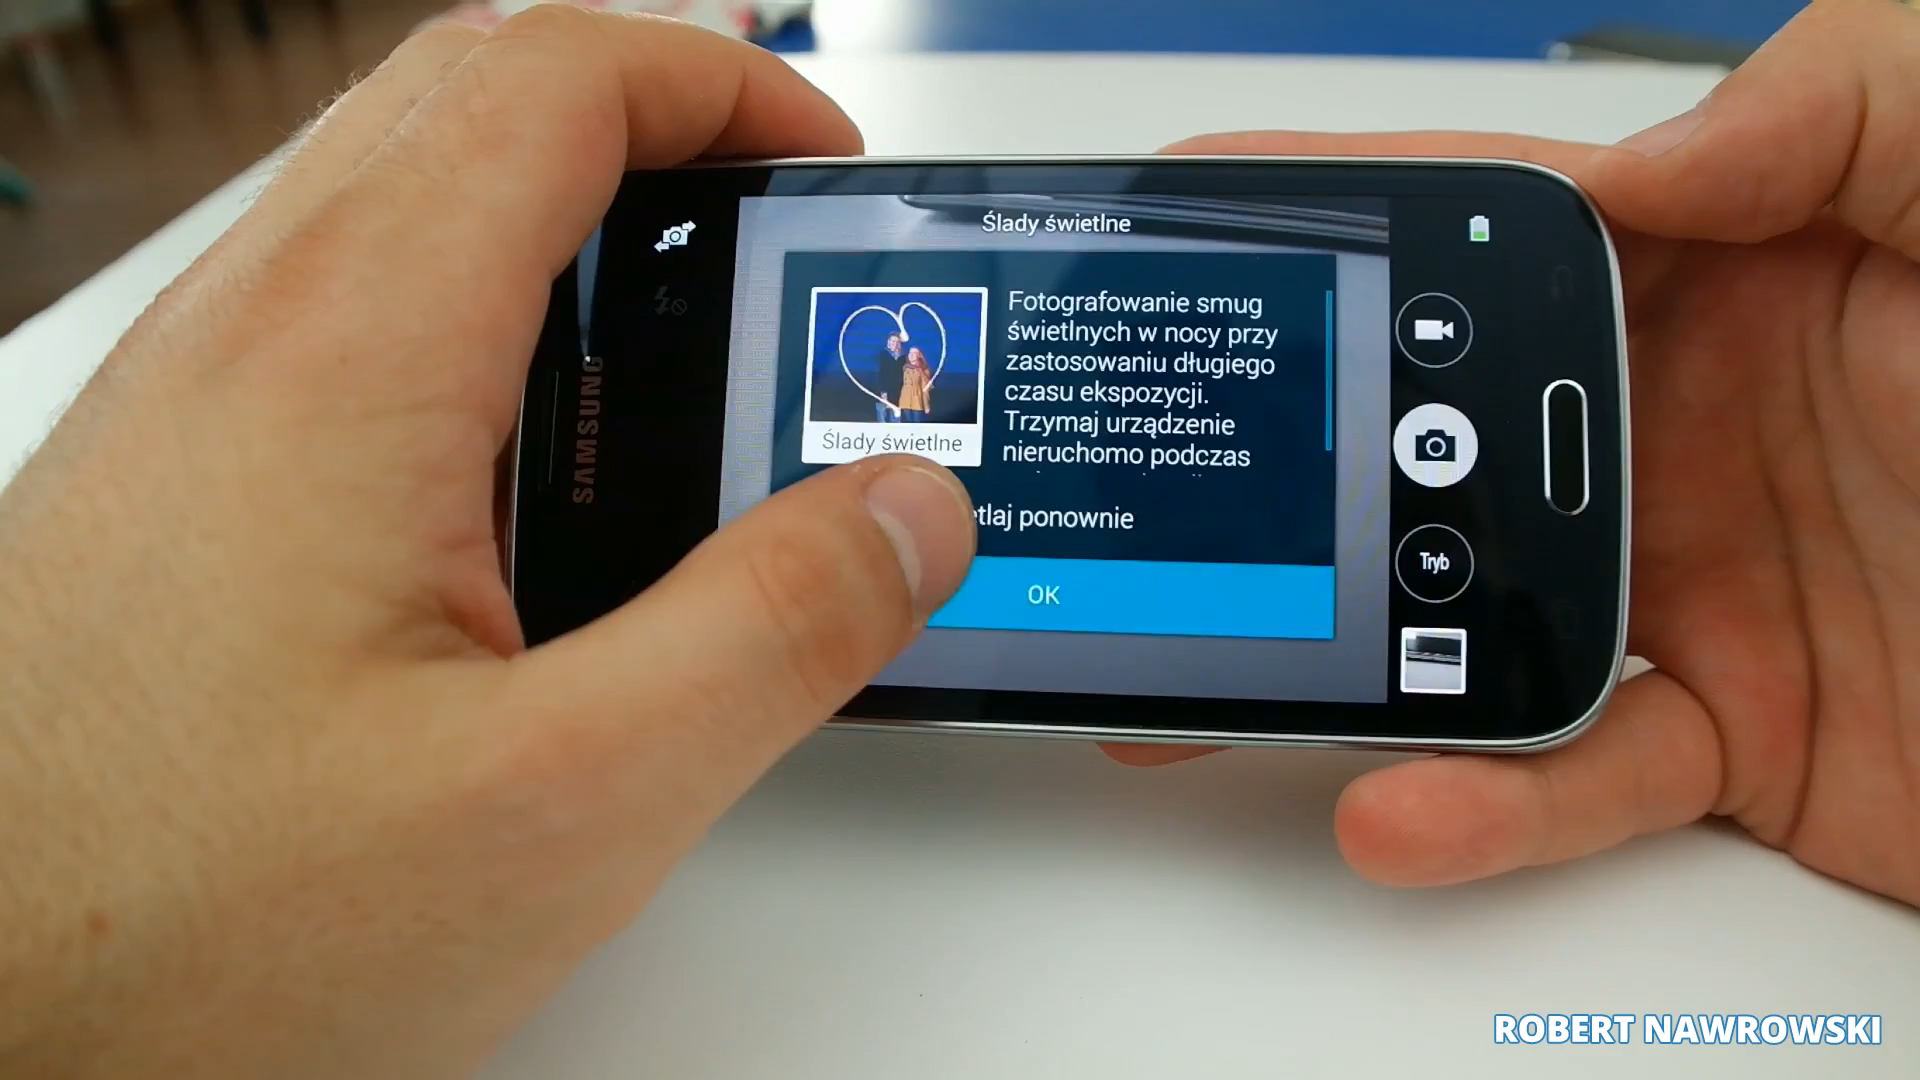 Ślady świetlne
Fotografowanie smug
świetlnych w nocy przy
zastosowaniu długiego
czasu ekspozycji.
Trzymaj urządzenie
nieruchomo podczas
Ślady świetlne
etlaj ponownie
OK
Tryb
SAMSUNG
ROBERT NAWROWSKI